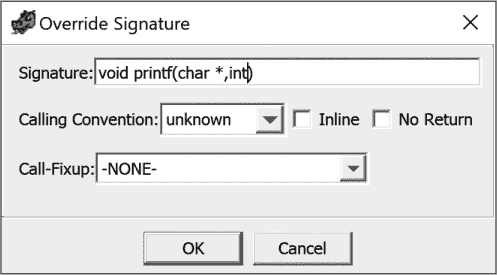 Override Signature
Signature: void printf(char *,int)
Calling Convention: unknown Inline No Return
Call-Fixup: -NONE-
OK Cancel